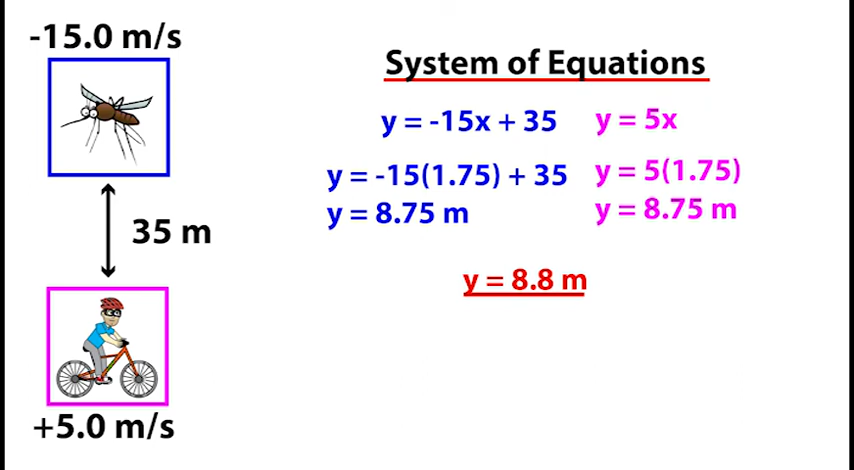 -15.0 m/s
35 m
+5.0 m/s
System of Equations
y = -15x + 35
y = 5x
y = -15(1.75) + 35
y = 5(1.75)
y = 8.75 m
y = 8.75 m
y = 8.8 m